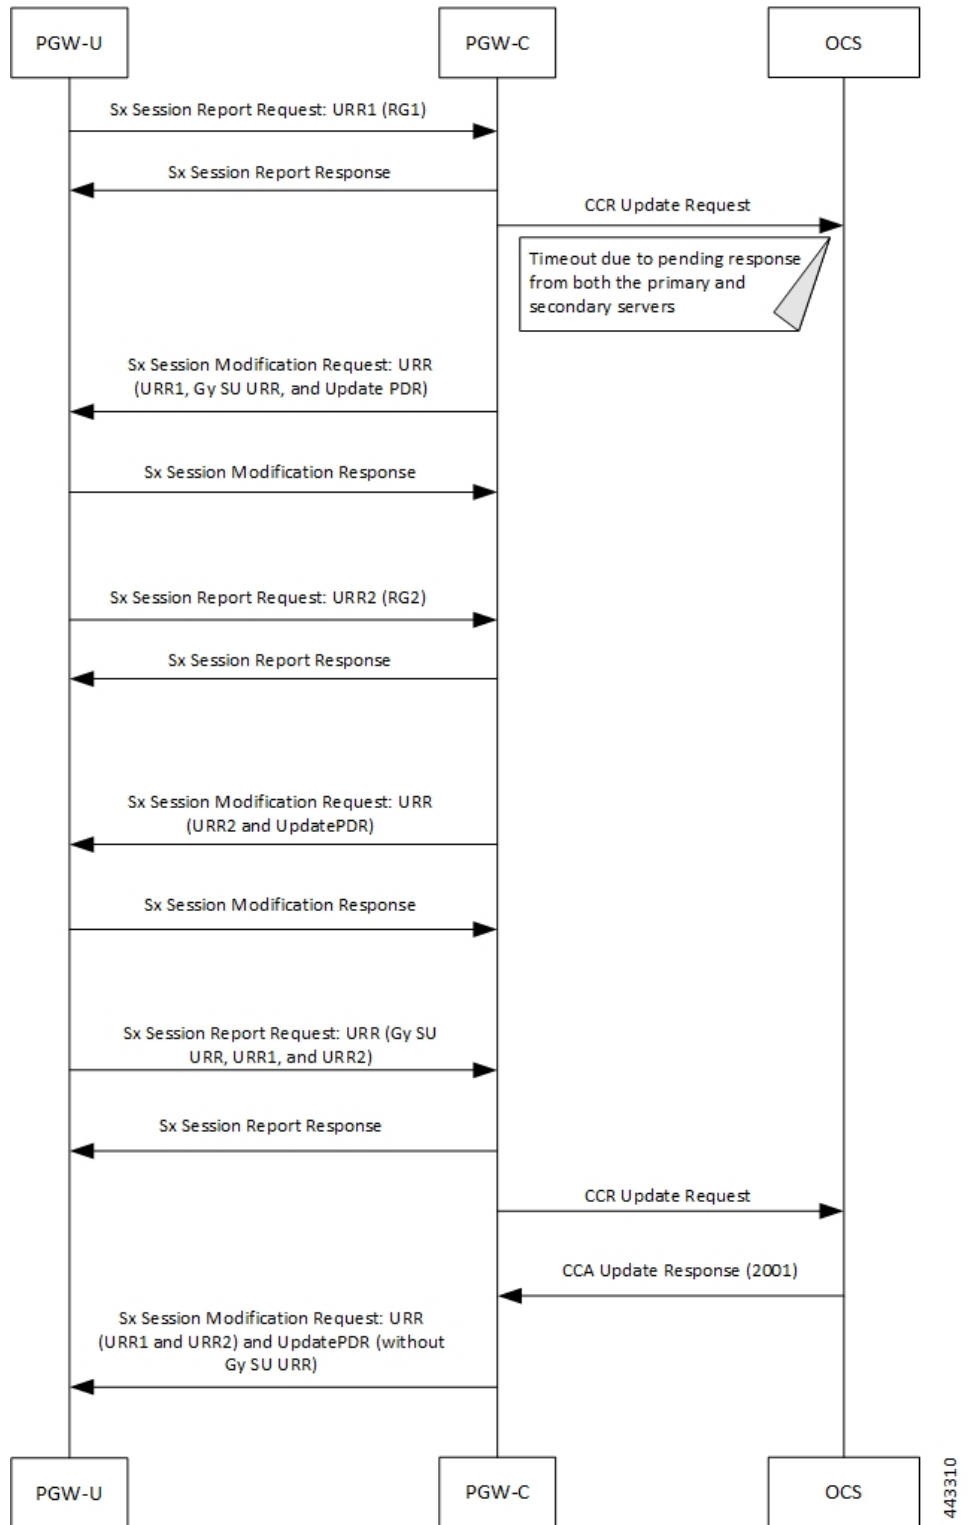 PGW-U
PGW-C
OCS
Sx Session Report Request: URR1 (RG1)
Sx Session Report Response
CCR Update Request
Timeout due to pending response
from both the primary and
secondary servers
Sx Session Modification Request: URR
(URR1, Gy SU URR, and Update PDR)
Sx Session Modification Response
Sx Session Report Request: URR2 (RG2)
Sx Session Report Response
Sx Session Modification Request: URR
(URR2 and UpdatePDR)
Sx Session Modification Response
Sx Session Report Request: URR (Gy SU
URR, URR1, and URR2)
Sx Session Report Response
CCR Update Request
CCA Update Response (2001)
Sx Session Modification Request: URR
(URR1 and URR2) and UpdatePDR (without
Gy SU URR)
PGW-U
PGW-C
OCS
443310